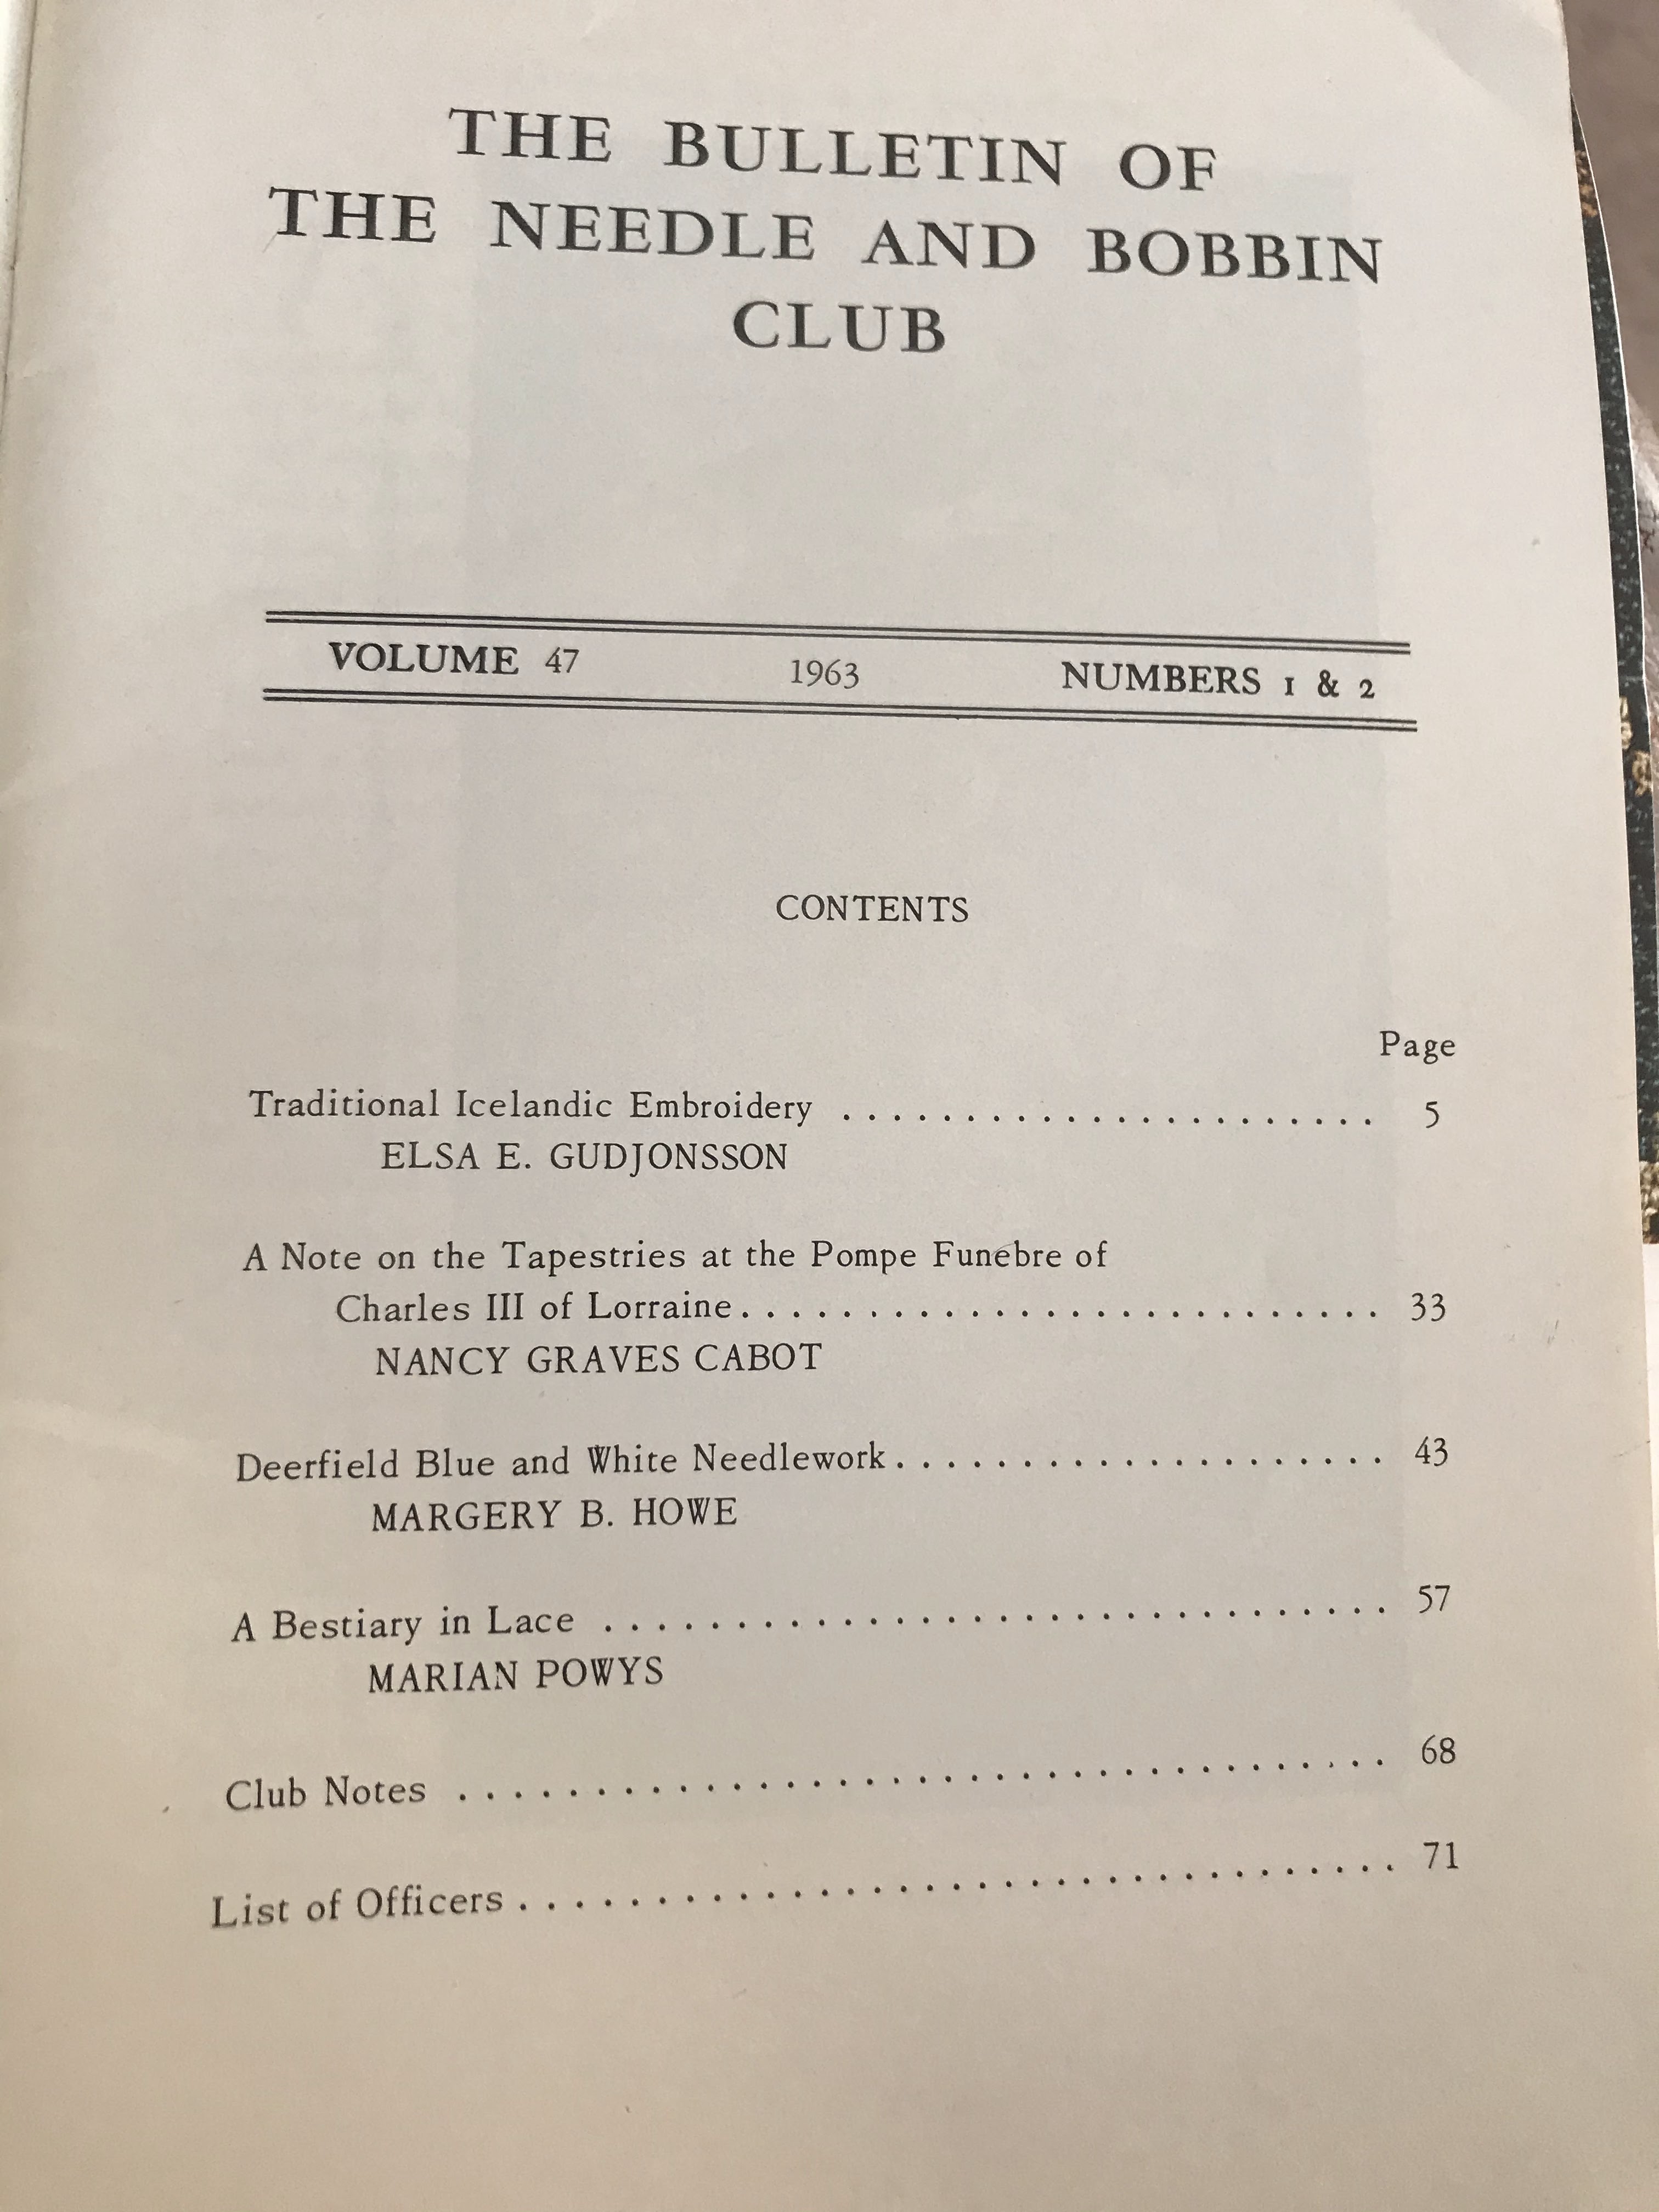 THE BULLETIN OF
THE NEEDLE AND BOBBIN
CLUB
VOLUME 47 1963 NUMBERS 1 & 2
CONTENTS
Page
Traditional Icelandic Embroidery ...................... 5
ELSA E. GUDJONSSON
A Note on the Tapestries at the Pompe Funebre of
Charles III of Lorraine......................... 33
NANCY GRAVES CABOT
Deerfield Blue and White Needlework................... 43
MARGERY B. HOWE
A Bestiary in Lace .............................. 57
MARIAN POWYS
Club Notes ................................... 68
List of Officers................................. 71